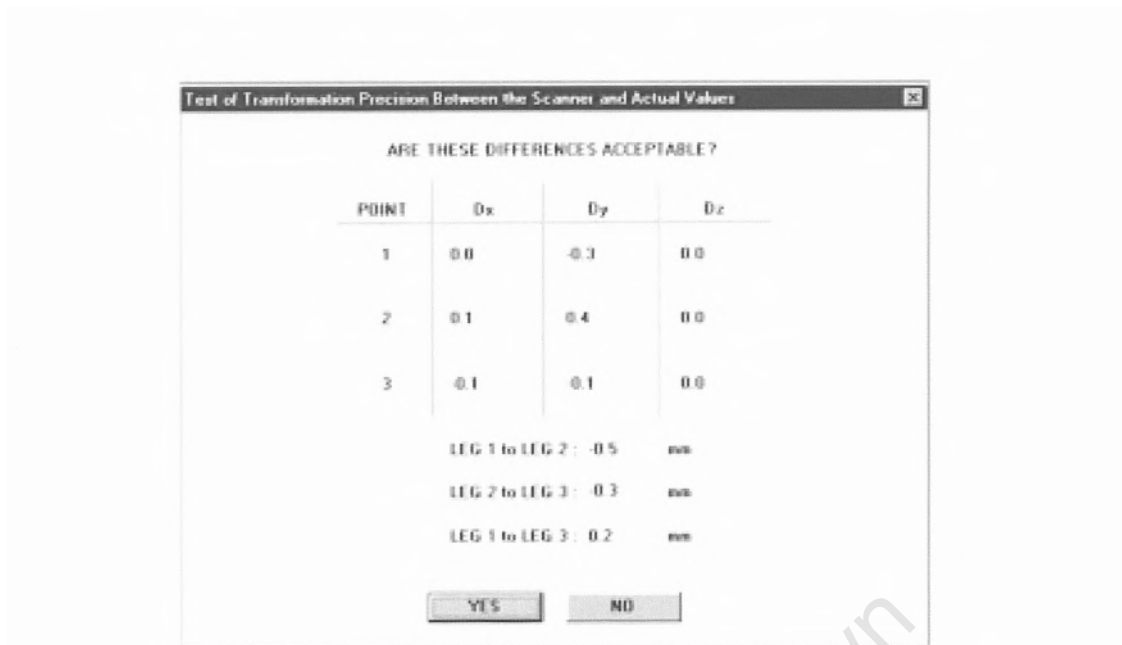 Test of Transformation Precision Between the Scanner and Actual Values
ARE THESE DIFFERENCES ACCEPTABLE?
POINT Dx Dy Dz
1 0.0 -0.3 0.0
2 0.1 0.4 0.0
3 -0.1 -0.1 0.0
LEG 1 to LEG 2 : -0.5 mm
LEG 2 to LEG 3 : -0.3 mm
LEG 1 to LEG 3 : 0.2 mm
YES NO
wn